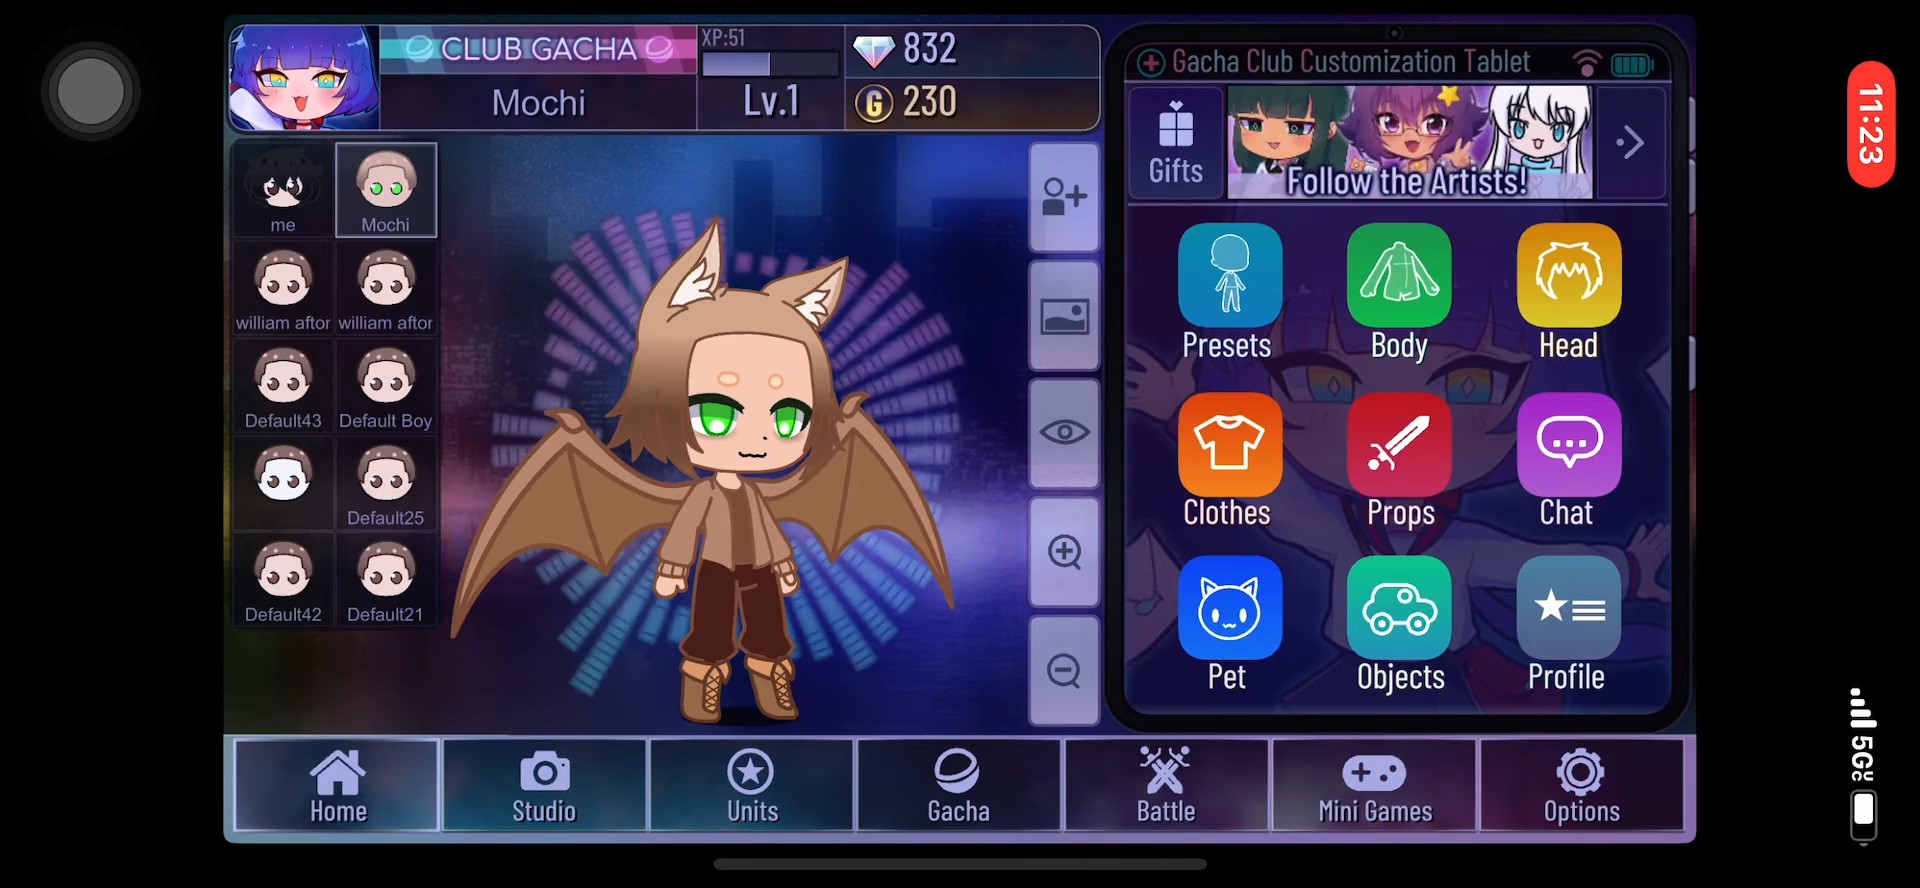 CLUB GACHA
Mochi
XP:51
Lv.1
832
G 230
me
Mochi
william aftor
william aftor
Default43
Default Boy
Default25
Default42
Default21
Gacha Club Customization Tablet
Gifts
Follow the Artists!
Presets
Body
Head
Clothes
Props
Chat
Pet
Objects
Profile
Home
Studio
Units
Gacha
Battle
Mini Games
Options
11:23
5G